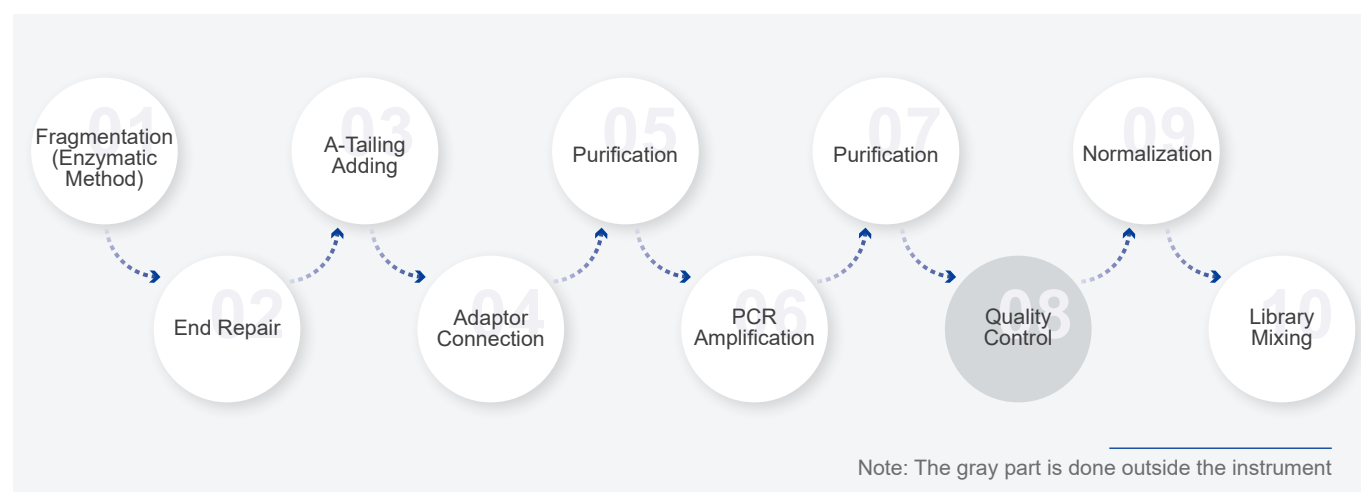 01
Fragmentation
(Enzymatic
Method)
02
End Repair
03
A-Tailing
Adding
04
Adaptor
Connection
05
Purification
06
PCR
Amplification
07
Purification
08
Quality
Control
09
Normalization
10
Library
Mixing
Note: The gray part is done outside the instrument